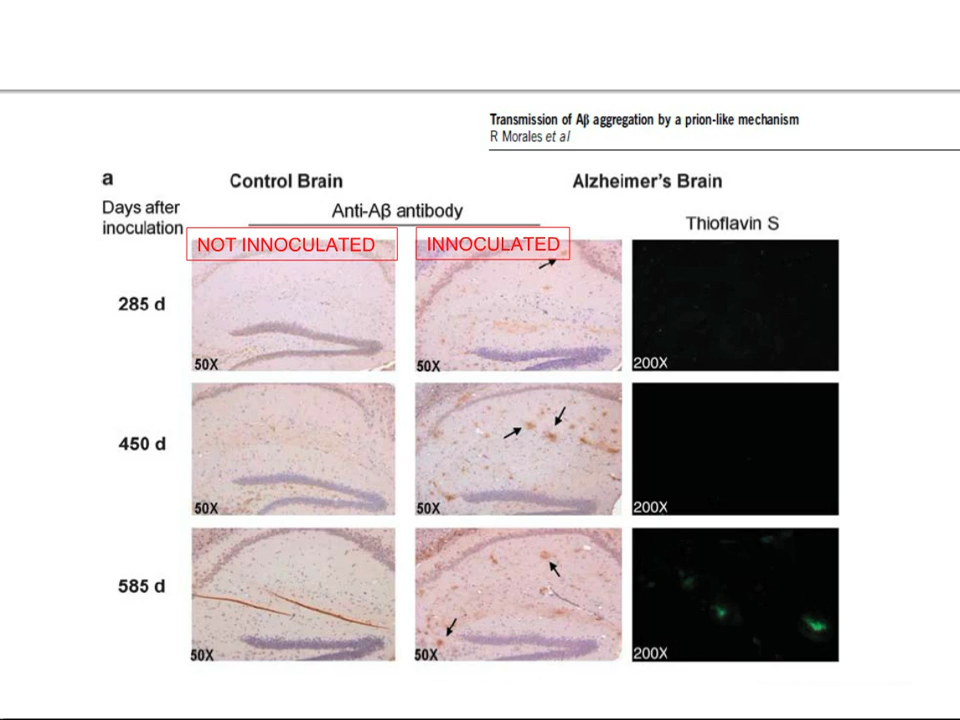 Transmission of Aβ aggregation by a prion-like mechanism
R Morales et al
a
Control Brain
Alzheimer's Brain
Days after
inoculation
Anti-Aβ antibody
Thioflavin S
NOT INNOCULATED
INNOCULATED
285 d
50X
50X
200X
450 d
50X
50X
200X
585 d
50X
50X
200X